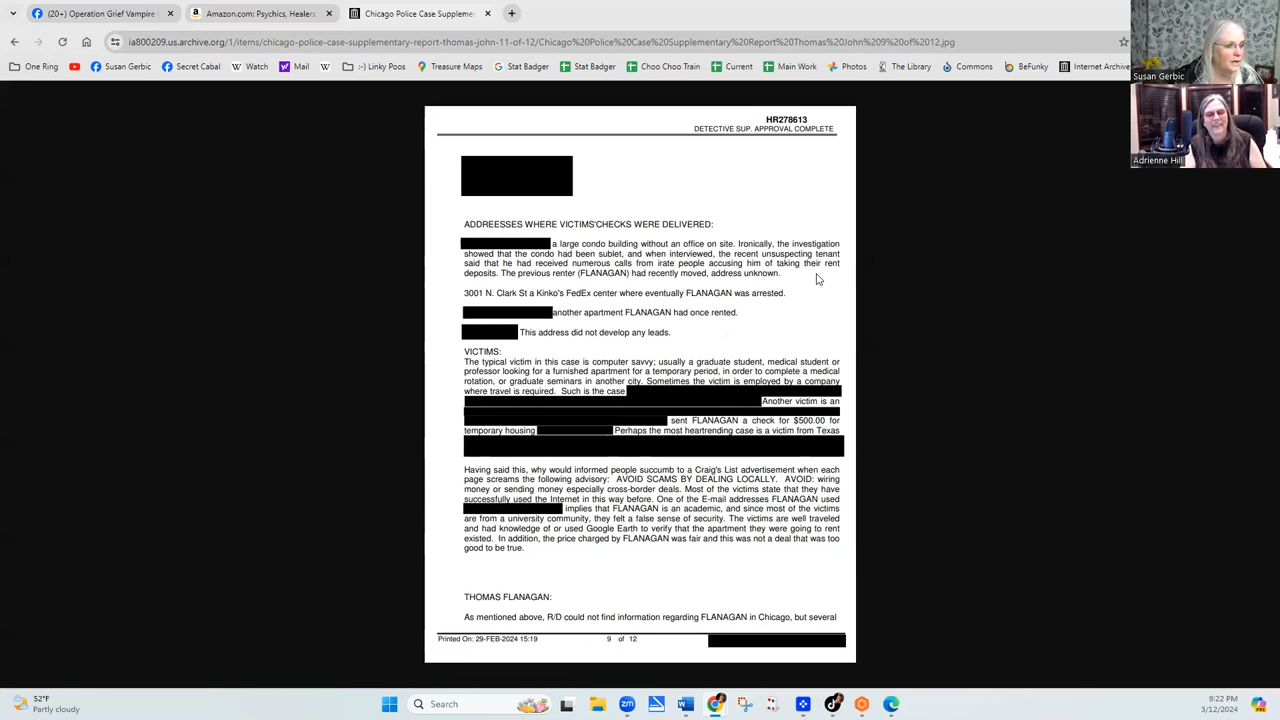 (20+) Operation Grief Vampire
Amazon.com: Psychics, Healers
Chicago Police Case Supplement
ia800209.us.archive.org/1/items/chicago-police-case-supplementary-report-thomas-john-11-of-12/Chicago%20Police%20Case%20Supplementary%20Report%20Thomas%20John%209%20of%2012.jpg
One Ring
Susan Gerbic
Secret Cabal
Watch
Mail
:-) Linky Poos
Tmography
Stat Badger
Choo Choo Train
Current
Main Work
Photos
The Library
Commons
BeFunky
Internet Archive
Susan Gerbic
Adrienne Hill
HR278613
DETECTIVE SUP. APPROVAL COMPLETE
ADDREESSES WHERE VICTIMS'CHECKS WERE DELIVERED:
a large condo building without an office on site. Ironically, the investigation
showed that the condo had been sublet, and when interviewed, the recent unsuspecting tenant
said that he had received numerous calls from irate people accusing him of taking their rent
deposits. The previous renter (FLANAGAN) had recently moved, address unknown.
3001 N. Clark St a Kinko's FedEx center where eventually FLANAGAN was arrested.
another apartment FLANAGAN had once rented.
This address did not develop any leads.
VICTIMS:
The typical victim in this case is computer savvy; usually a graduate student, medical student or
professor looking for a furnished apartment for a temporary period, in order to complete a medical
rotation, or graduate seminars in another city. Sometimes the victim is employed by a company
where travel is required. Such is the case
Another victim is an
sent FLANAGAN a check for $500.00 for
temporary housing Perhaps the most heartrending case is a victim from Texas
Having said this, why would informed people succumb to a Craig's List advertisement when each
page screams the following advisory: AVOID SCAMS BY DEALING LOCALLY. AVOID: wiring
money or sending money especially cross-border deals. Most of the victims state that they have
successfully used the Internet in this way before. One of the E-mail addresses FLANAGAN used
implies that FLANAGAN is an academic, and since most of the victims
are from a university community, they felt a false sense of security. The victims are well traveled
and had knowledge of or used Google Earth to verify that the apartment they were going to rent
existed. In addition, the price charged by FLANAGAN was fair and this was not a deal that was too
good to be true.
THOMAS FLANAGAN:
As mentioned above, R/D could not find information regarding FLANAGAN in Chicago, but several
Printed On: 29-FEB-2024 15:19
9 of 12
52°F
Partly cloudy
Search
9:22 PM
3/12/2024